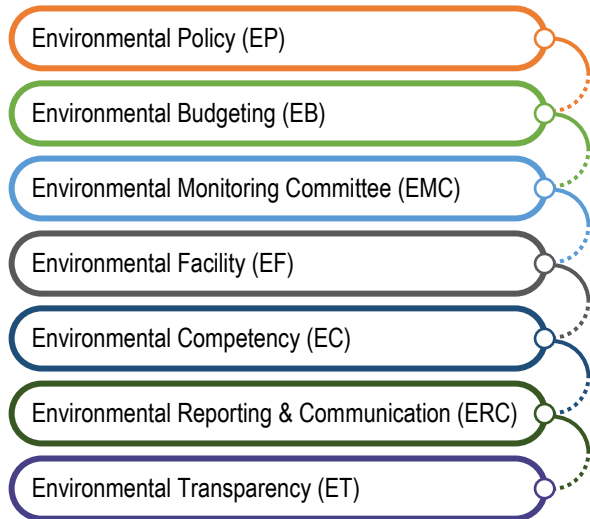 Environmental Policy (EP)
Environmental Budgeting (EB)
Environmental Monitoring Committee (EMC)
Environmental Facility (EF)
Environmental Competency (EC)
Environmental Reporting & Communication (ERC)
Environmental Transparency (ET)